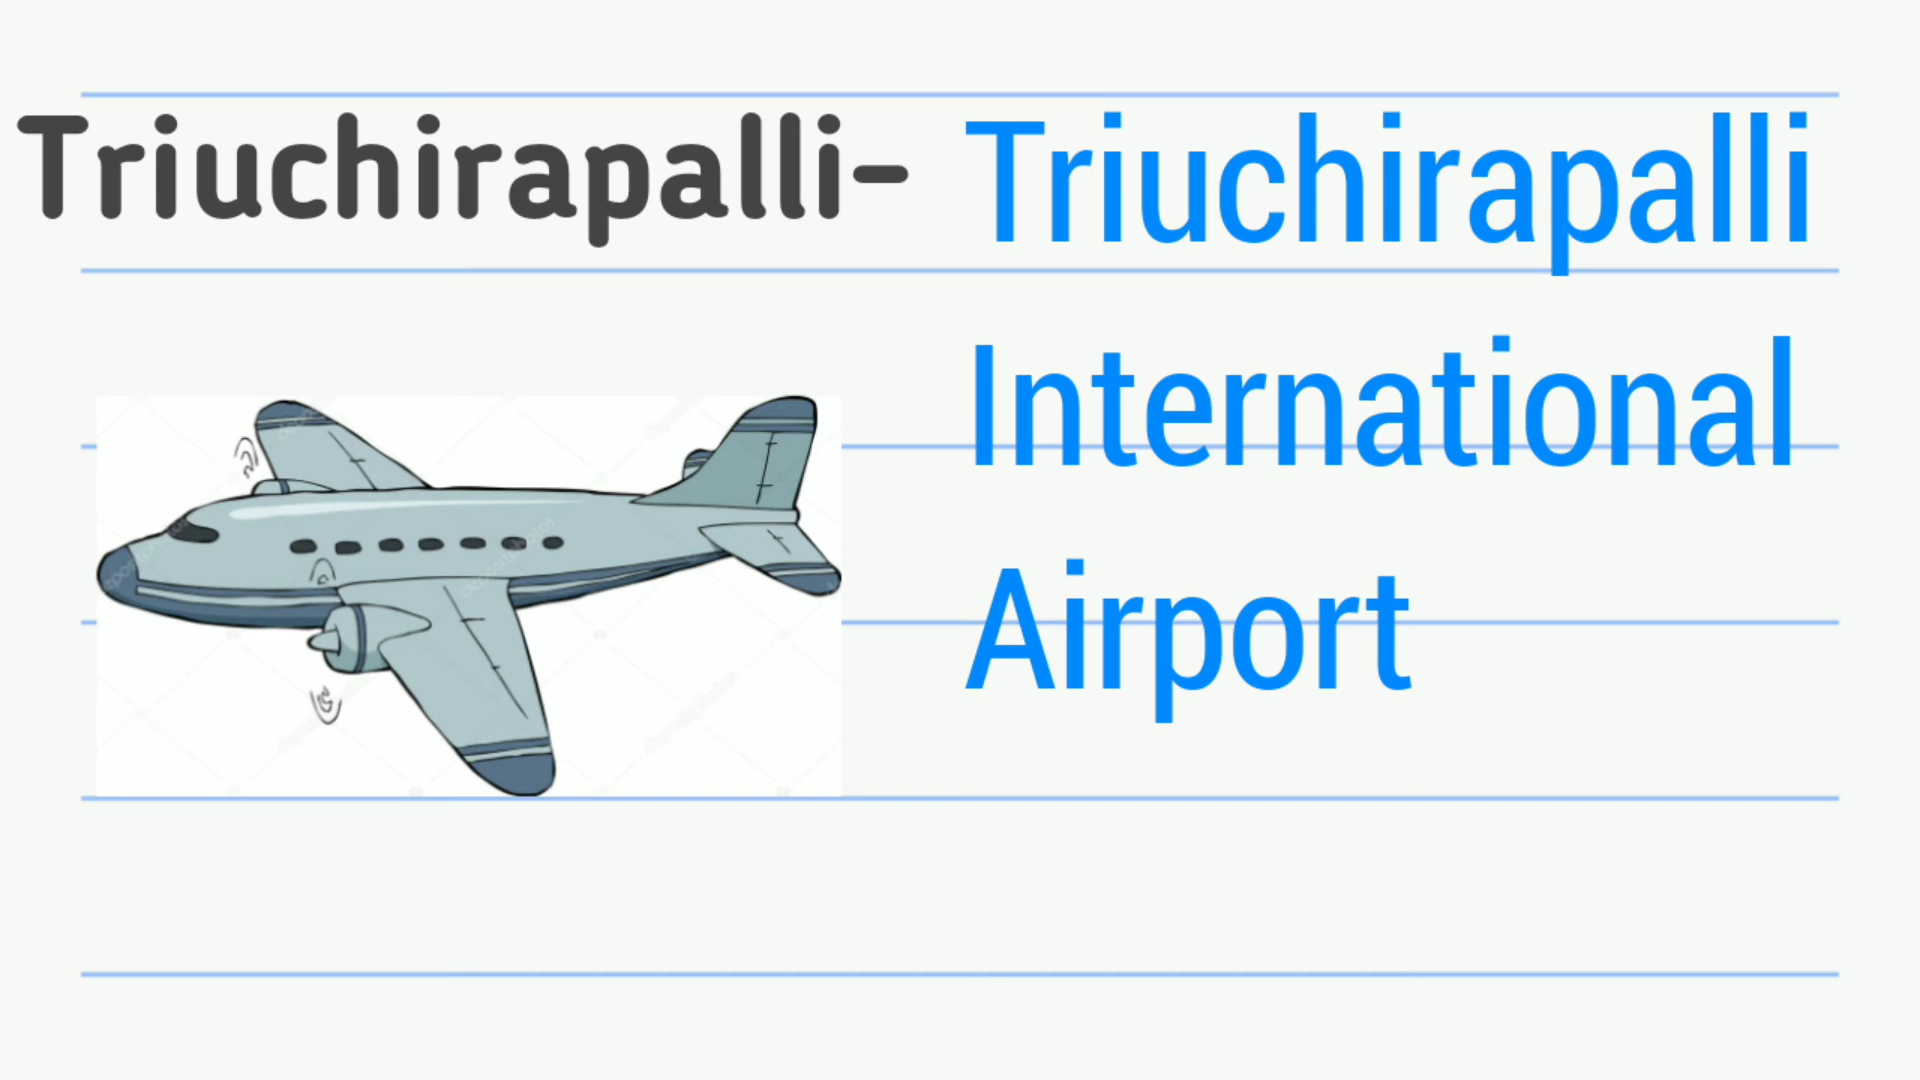 Triuchirapalli-
Triuchirapalli
International
Airport